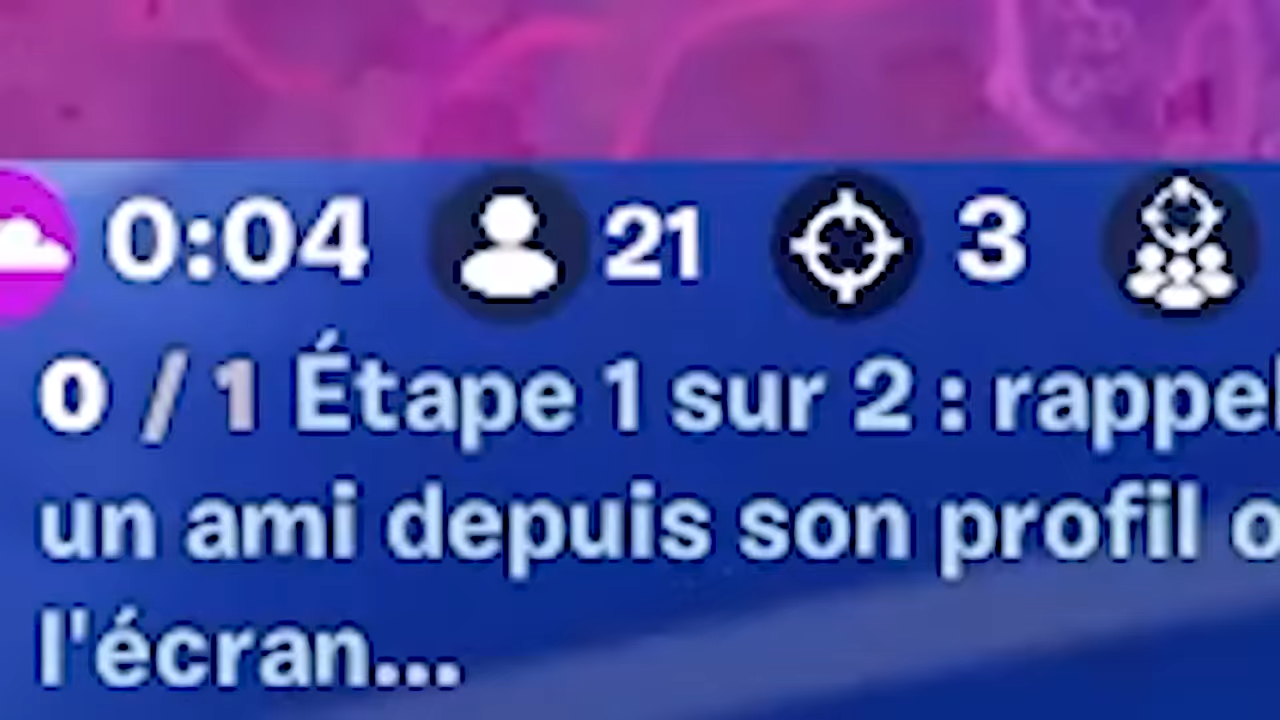 0:04 21 3
0 / 1 Étape 1 sur 2 : rappel
un ami depuis son profil o
l'écran...